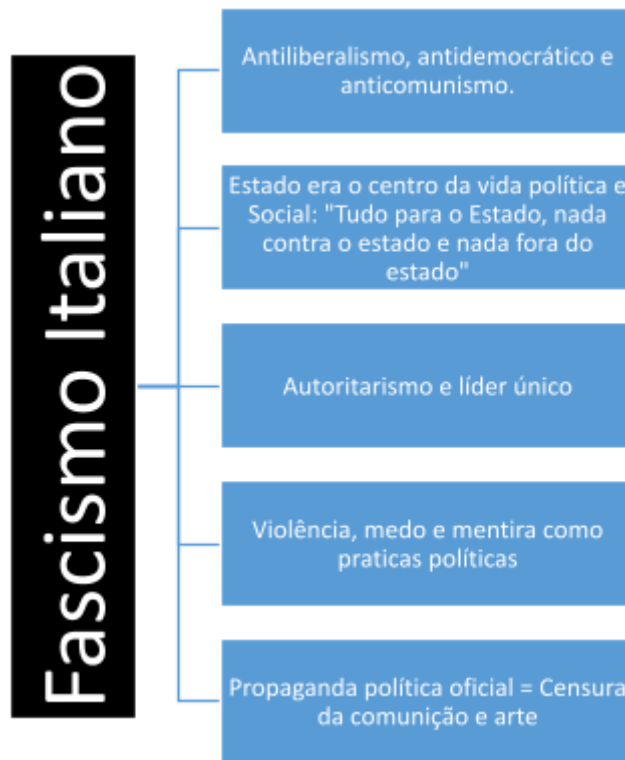 Fascismo Italiano
Antiliberalismo, antidemocrático e
anticomunismo.
Estado era o centro da vida política e
Social: "Tudo para o Estado, nada
contra o estado e nada fora do
estado"
Autoritarismo e líder único
Violência, medo e mentira como
praticas políticas
Propaganda política oficial = Censura
da comunição e arte